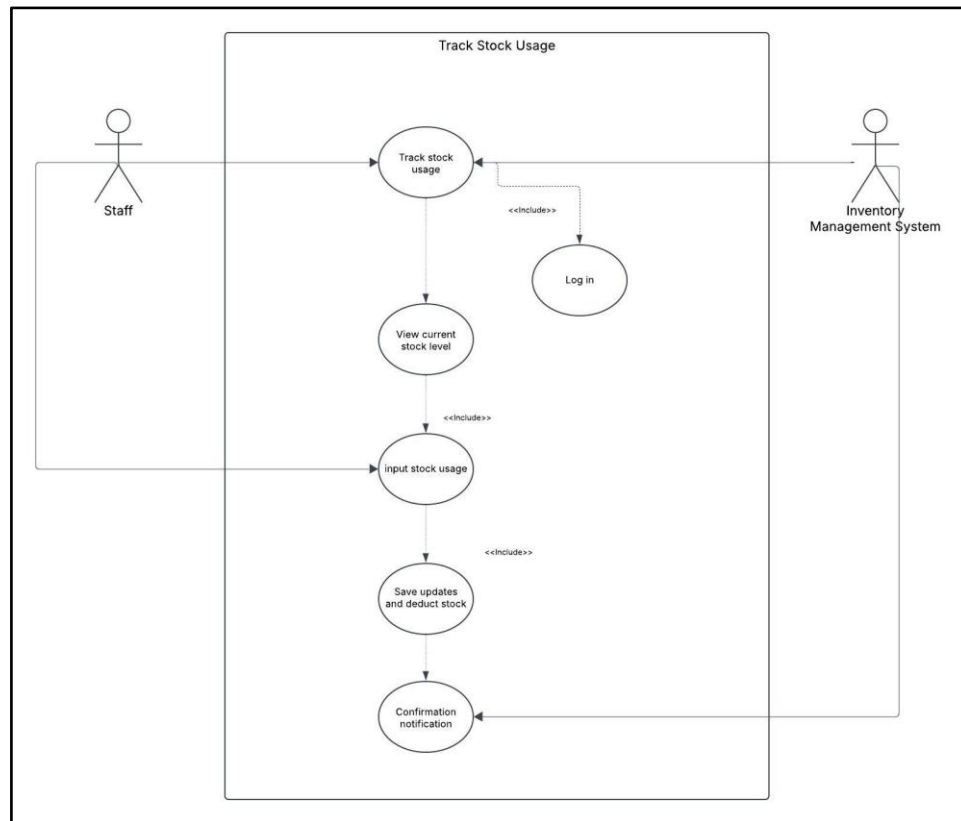 Track Stock Usage
Track stock
usage
Staff
Inventory
Management System
<<Include>>
Log in
View current
stock level
<<Include>>
input stock usage
<<Include>>
Save updates
and deduct stock
Confirmation
notification